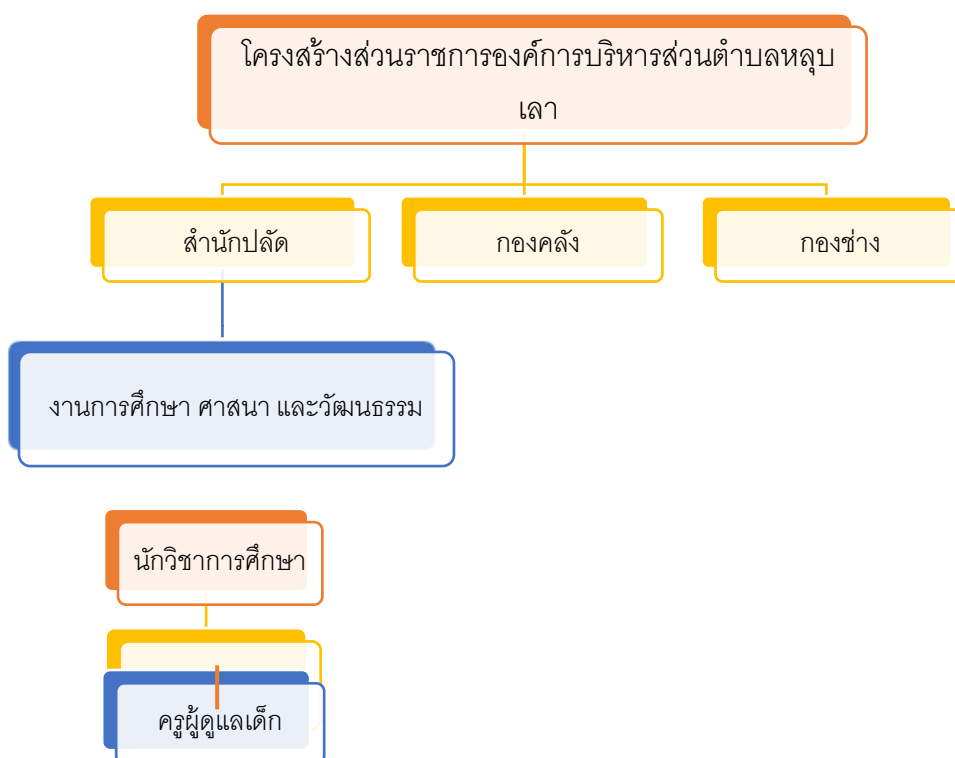 โครงสร้างส่วนราชการองค์การบริหารส่วนตำบลหลุบ
เลา
สำนักปลัด
กองคลัง
กองช่าง
งานการศึกษา ศาสนา และวัฒนธรรม
นักวิชาการศึกษา
ครูผู้ดูแลเด็ก